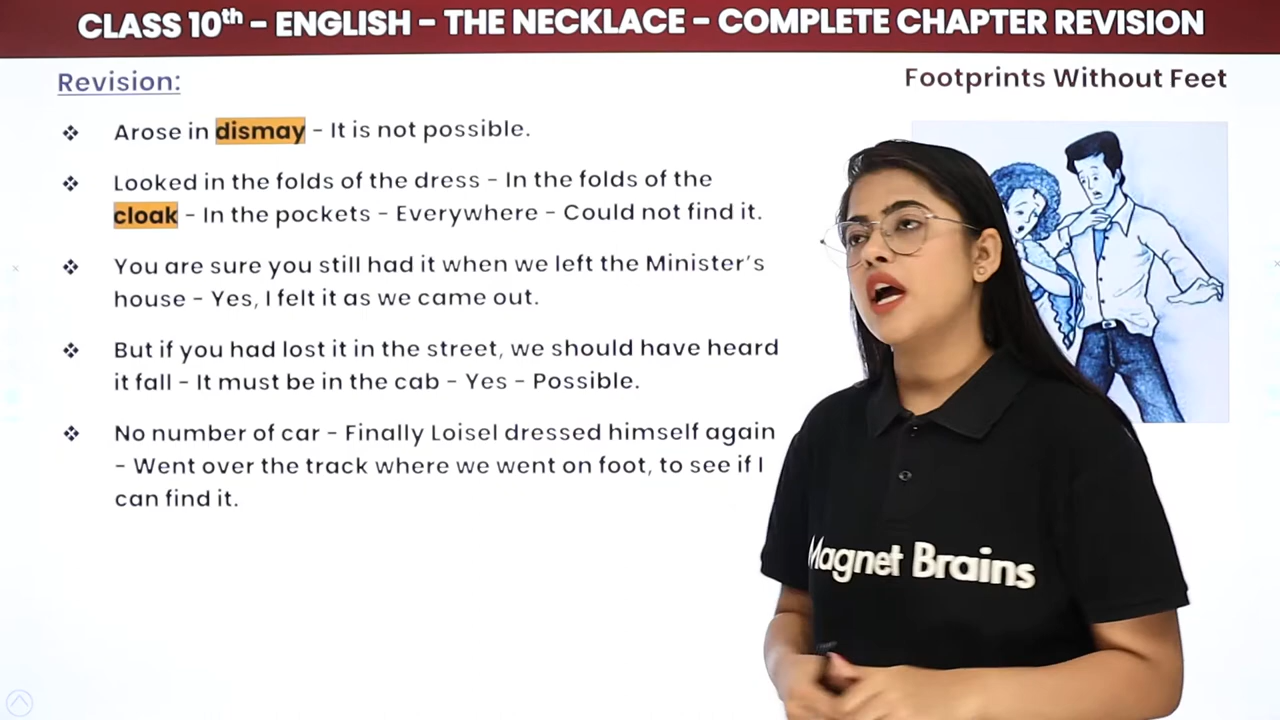 CLASS 10th – ENGLISH – THE NECKLACE – COMPLETE CHAPTER REVISION
Revision:
Footprints Without Feet
❖ Arose in dismay – It is not possible.
❖ Looked in the folds of the dress – In the folds of the
cloak – In the pockets – Everywhere – Could not find it.
❖ You are sure you still had it when we left the Minister's
house – Yes, I felt it as we came out.
❖ But if you had lost it in the street, we should have heard
it fall – It must be in the cab – Yes – Possible.
❖ No number of car – Finally Loisel dressed himself again
– Went over the track where we went on foot, to see if I
can find it.
Magnet Brains